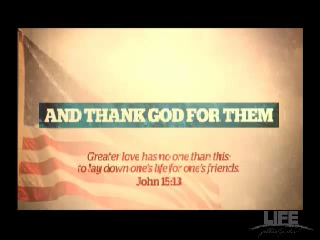 AND THANK GOD FOR THEM
Greater love has no one than this:
to lay down one's life for one's friends.
John 15:13
LIFE